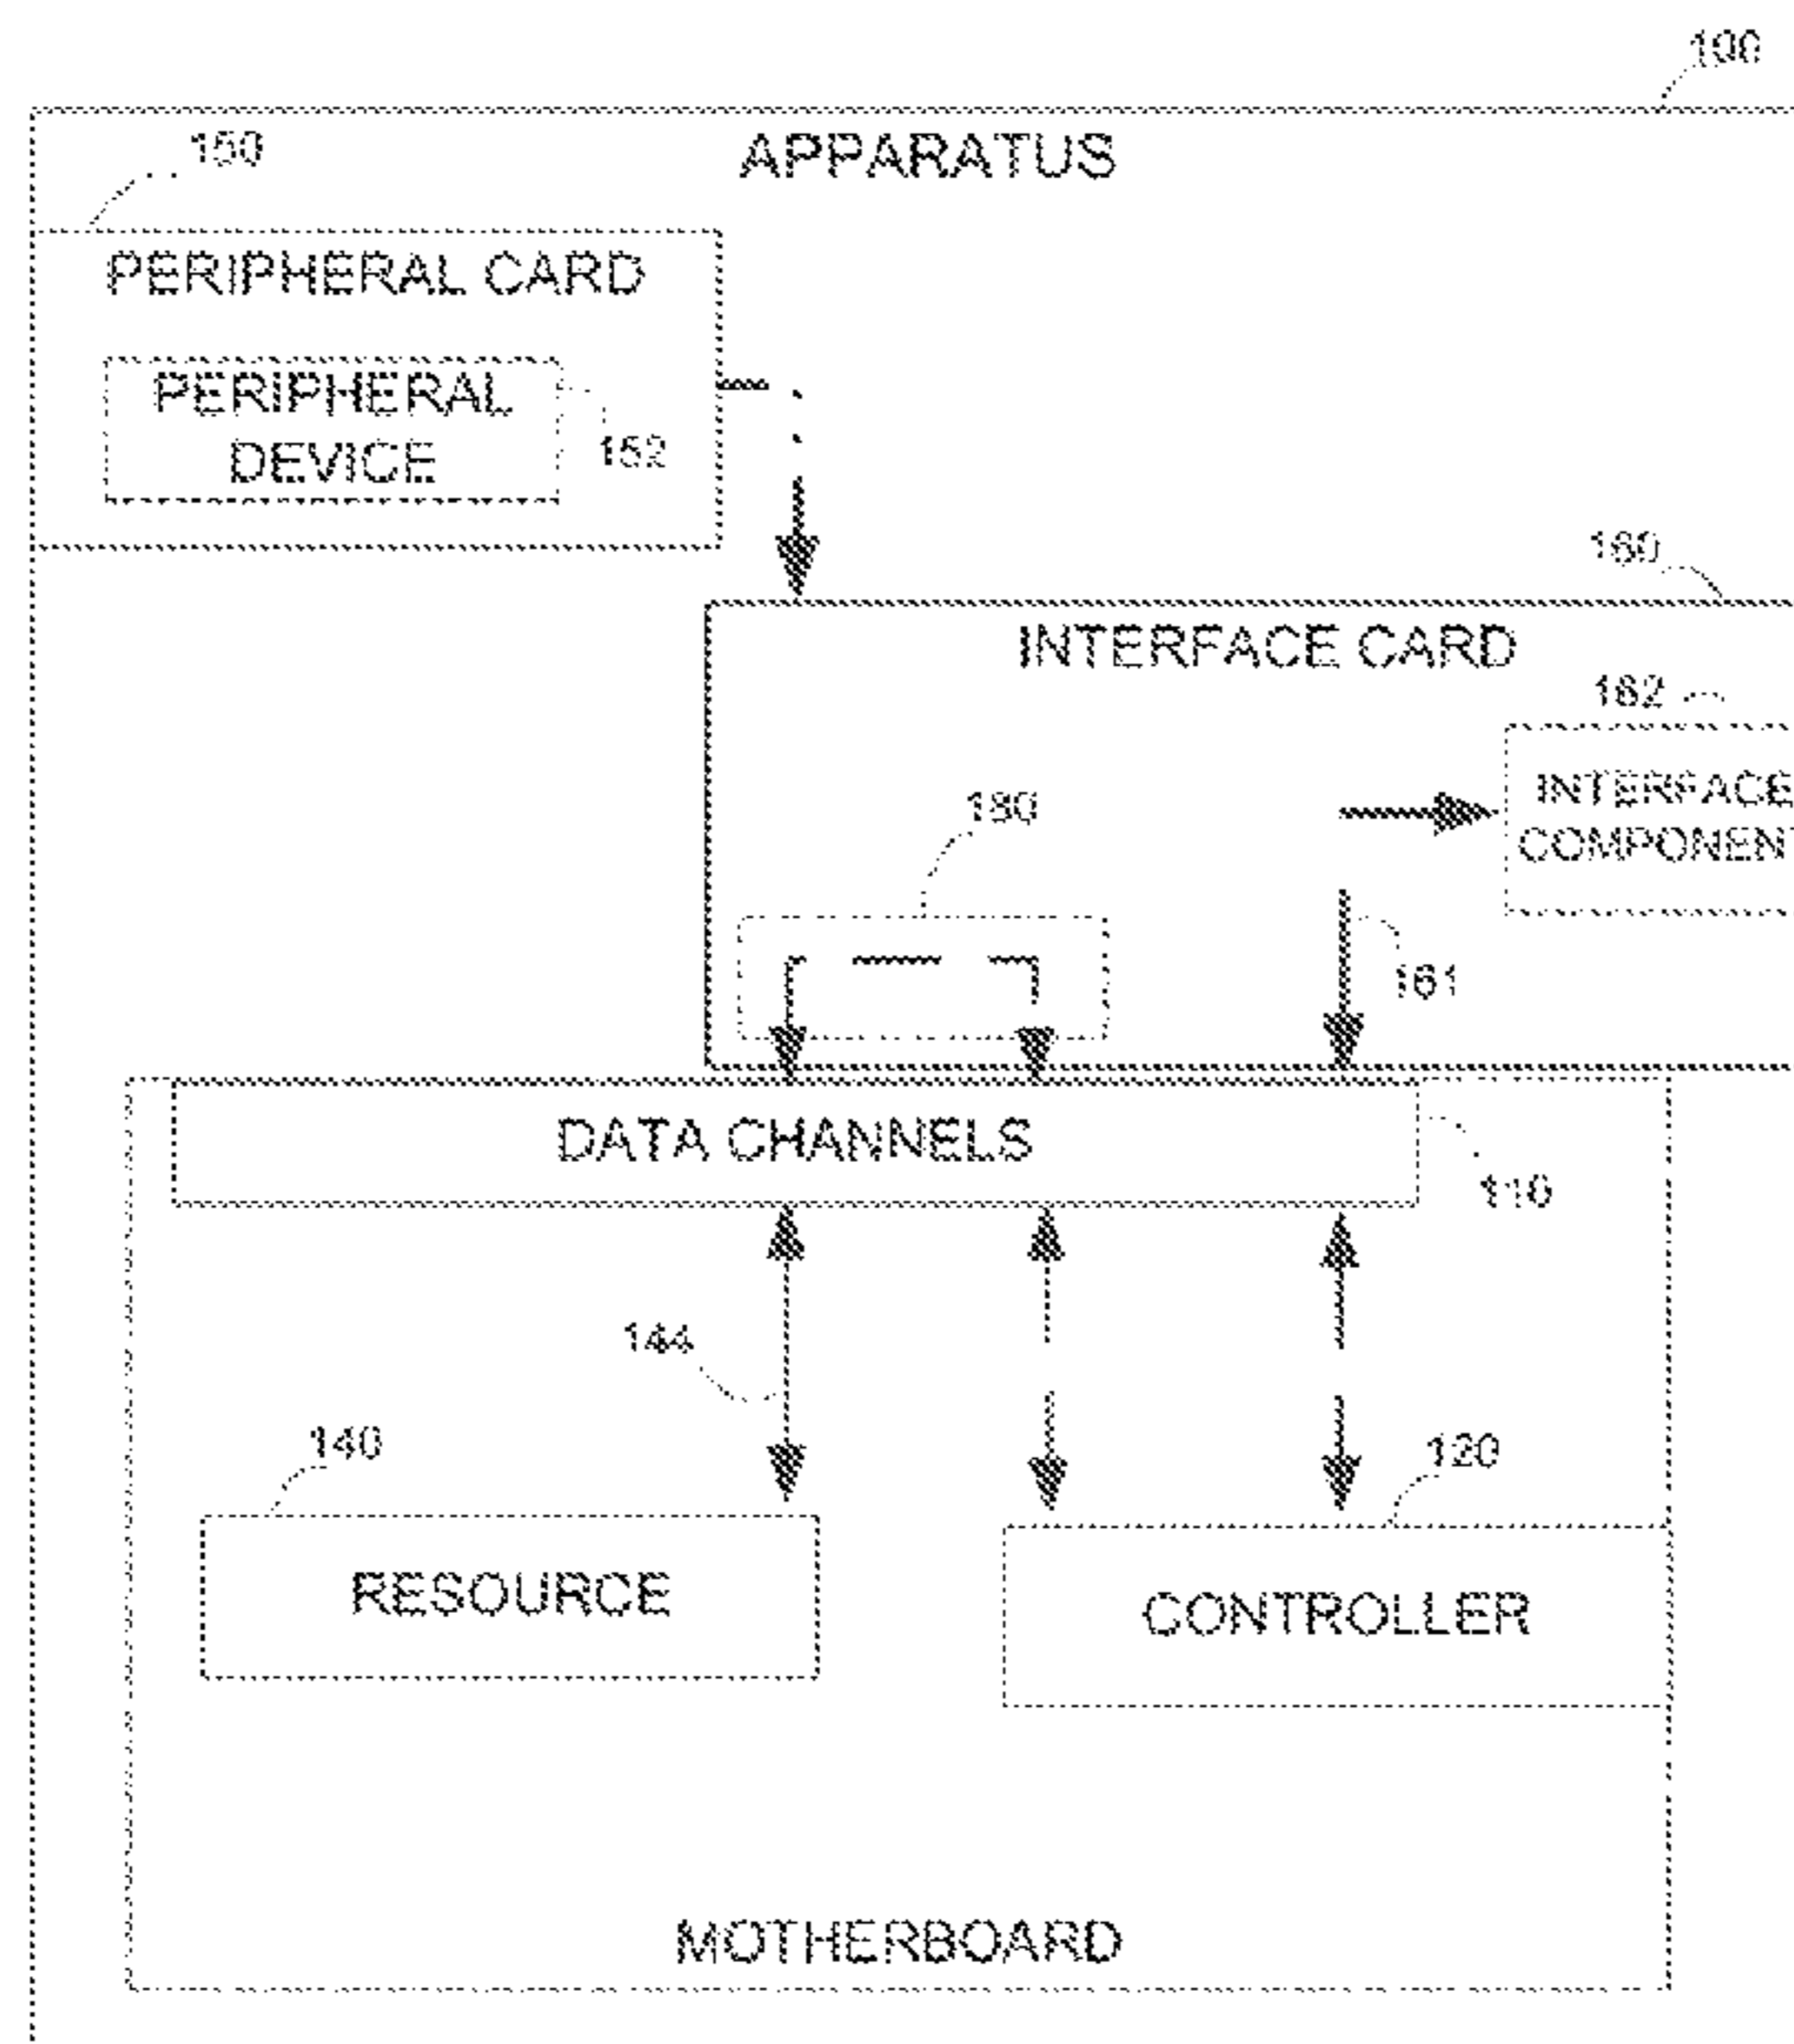 100
APPARATUS
150
PERIPHERAL CARD
PERIPHERAL
DEVICE
152
160
INTERFACE CARD
162
INTERFACE
COMPONENT
180
161
DATA CHANNELS
110
144
140
120
RESOURCE
CONTROLLER
MOTHERBOARD